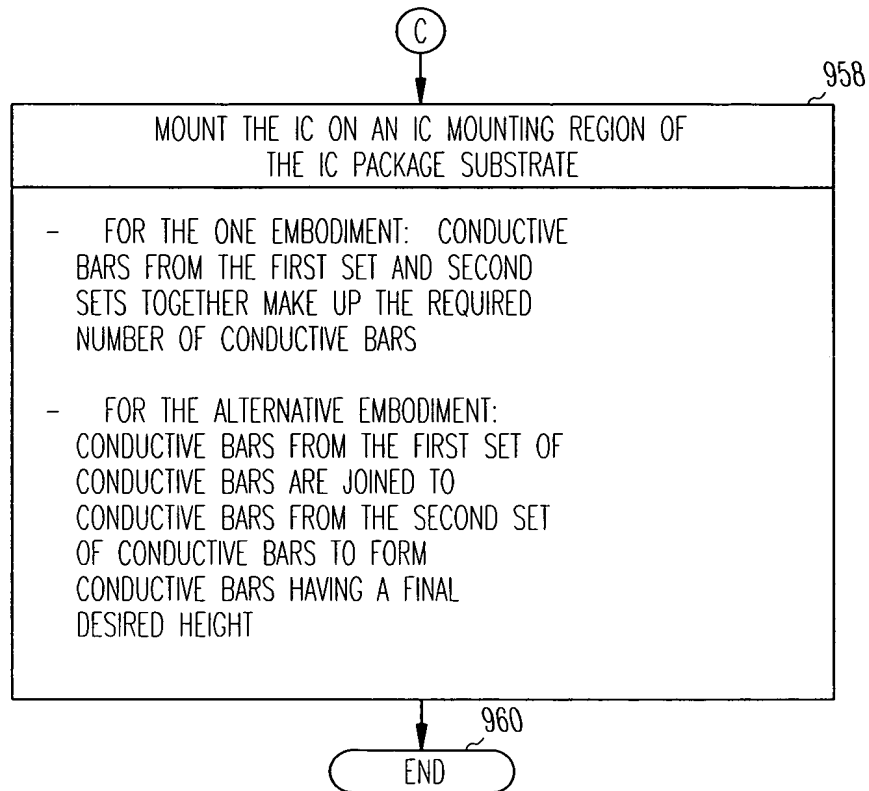 C
958
MOUNT THE IC ON AN IC MOUNTING REGION OF
THE IC PACKAGE SUBSTRATE
- FOR THE ONE EMBODIMENT: CONDUCTIVE
BARS FROM THE FIRST SET AND SECOND
SETS TOGETHER MAKE UP THE REQUIRED
NUMBER OF CONDUCTIVE BARS
- FOR THE ALTERNATIVE EMBODIMENT:
CONDUCTIVE BARS FROM THE FIRST SET OF
CONDUCTIVE BARS ARE JOINED TO
CONDUCTIVE BARS FROM THE SECOND SET
OF CONDUCTIVE BARS TO FORM
CONDUCTIVE BARS HAVING A FINAL
DESIRED HEIGHT
960
END